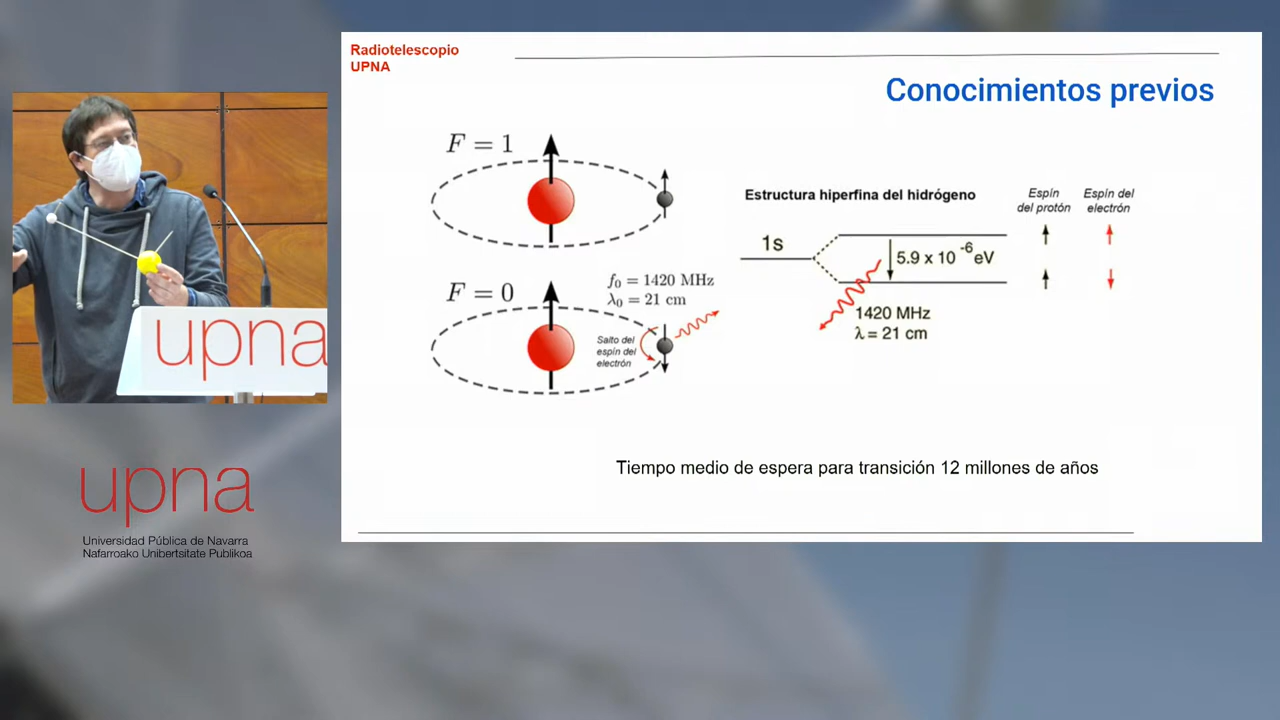 Radiotelescopio
UPNA
Conocimientos previos
F = 1
F = 0
f₀ = 1420 MHz
λ₀ = 21 cm
Salto del
espín del
electrón
Estructura hiperfina del hidrógeno
Espín
del protón
Espín del
electrón
1s
5.9 x 10⁻⁶ eV
1420 MHz
λ = 21 cm
Tiempo medio de espera para transición 12 millones de años
upna
upna
Universidad Pública de Navarra
Nafarroako Unibertsitate Publikoa